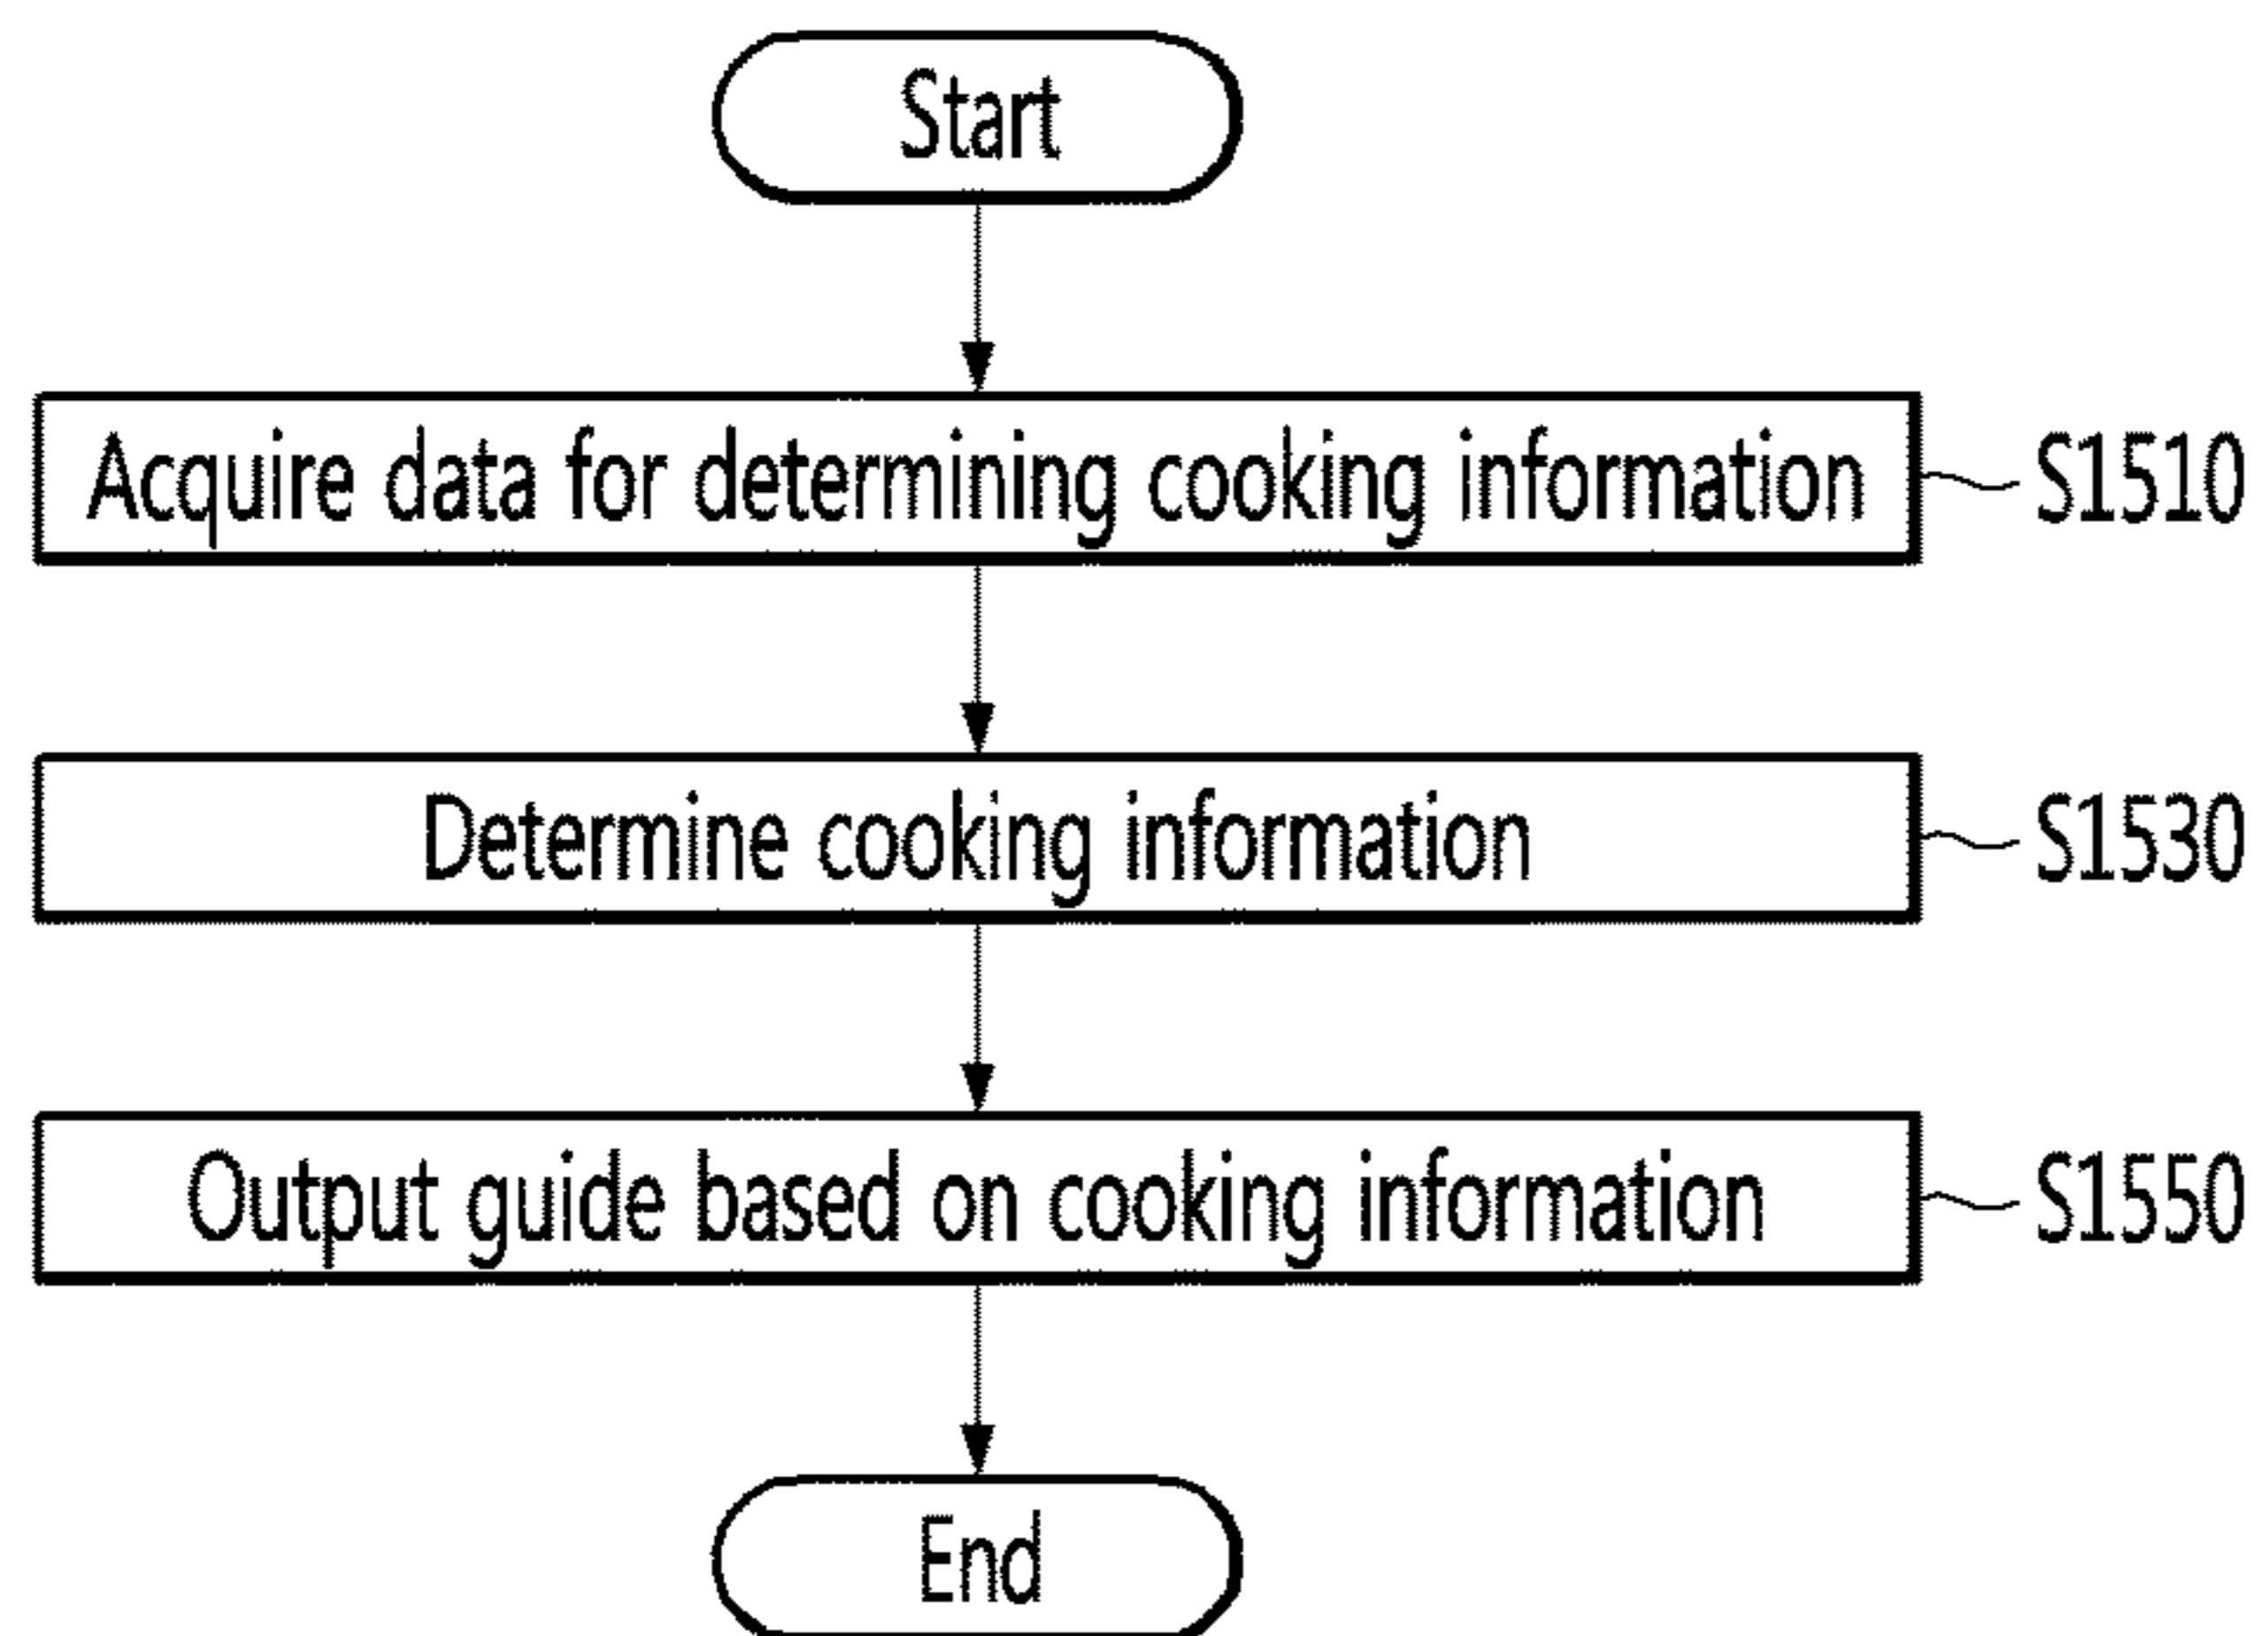 Start
Acquire data for determining cooking information S1510
Determine cooking information S1530
Output guide based on cooking information S1550
End